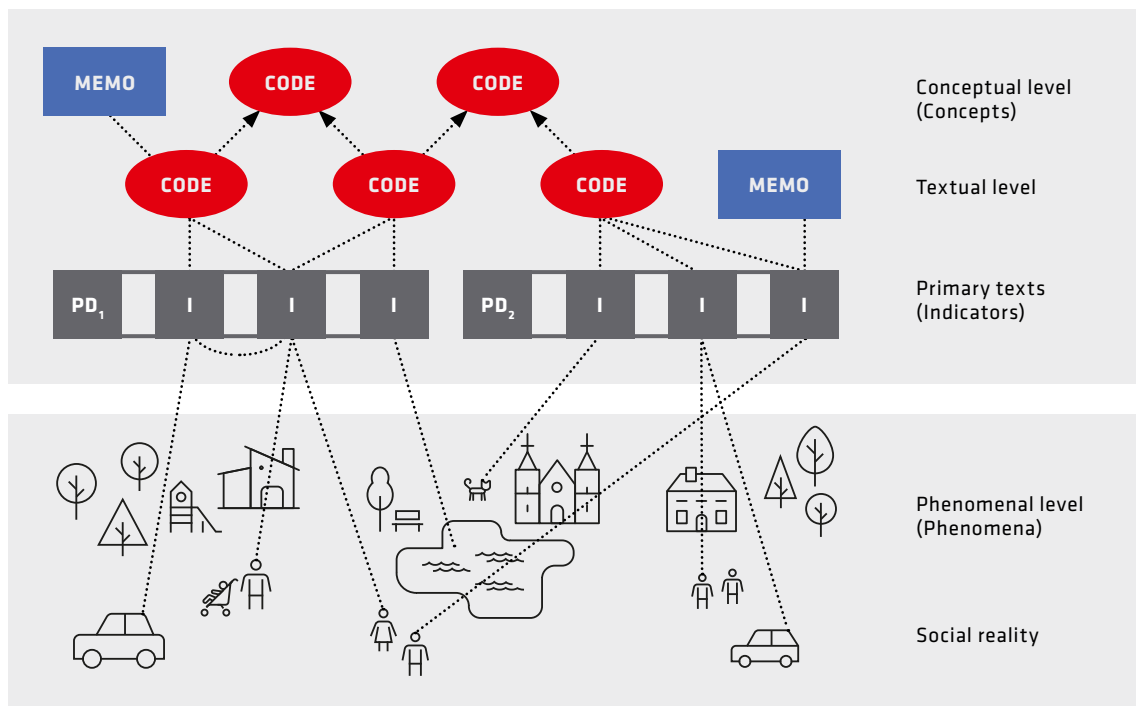 MEMO
CODE
CODE
Conceptual level
(Concepts)
CODE
CODE
CODE
MEMO
Textual level
PD₁
I
I
I
PD₂
I
I
I
Primary texts
(Indicators)
Phenomenal level
(Phenomena)
Social reality